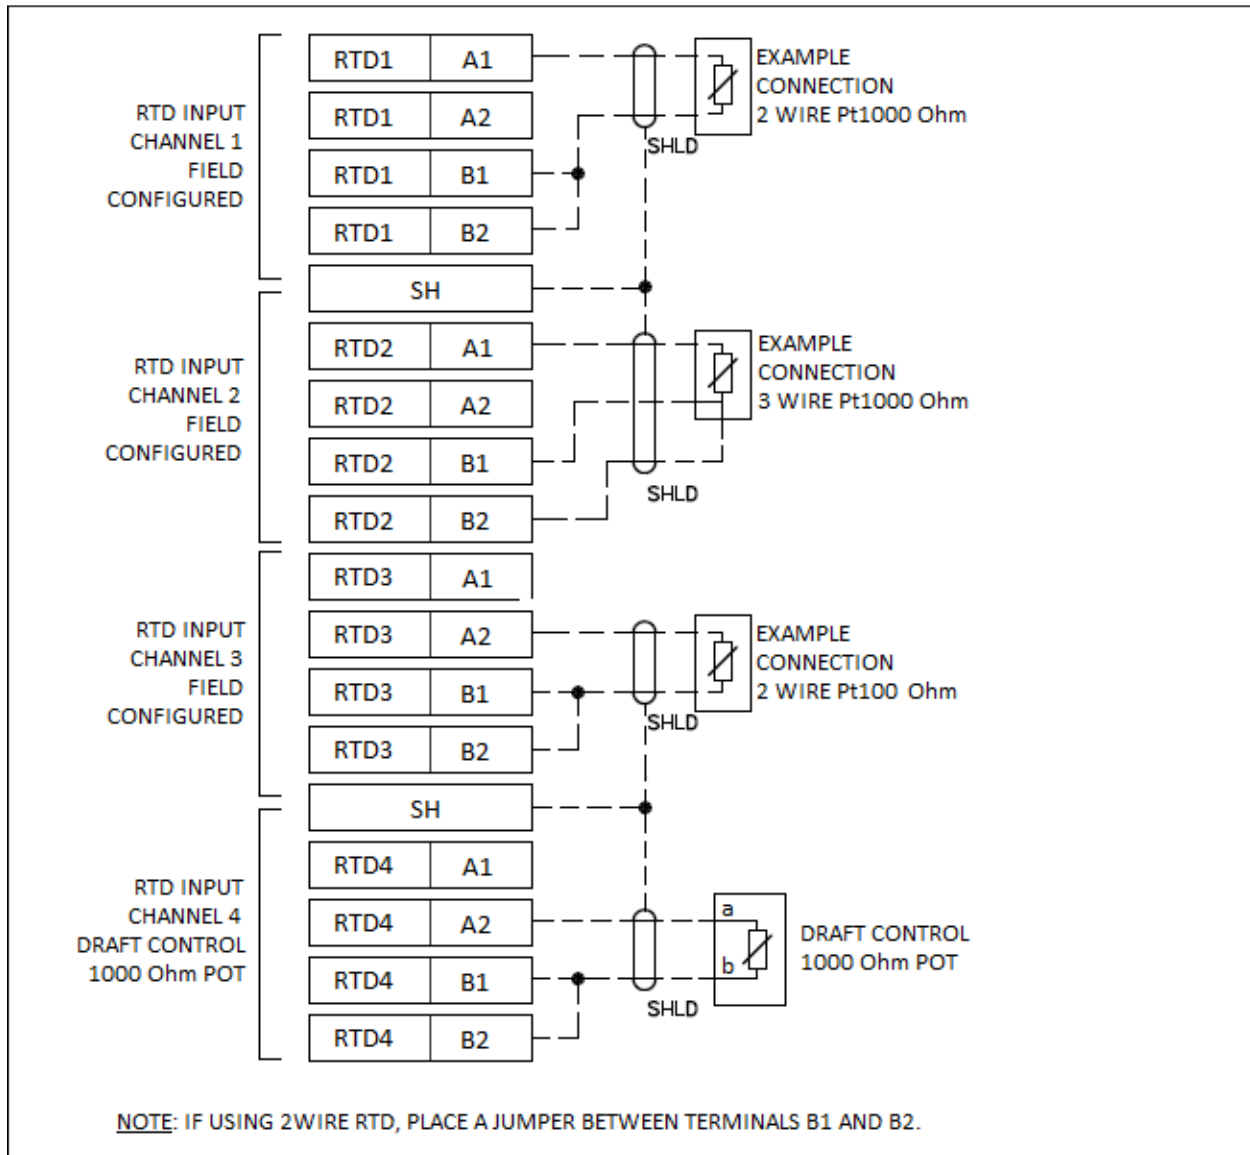 RTD INPUT
CHANNEL 1
FIELD
CONFIGURED
RTD1 A1
RTD1 A2
RTD1 B1
RTD1 B2
SH
SHLD
EXAMPLE
CONNECTION
2 WIRE Pt1000 Ohm
RTD INPUT
CHANNEL 2
FIELD
CONFIGURED
RTD2 A1
RTD2 A2
RTD2 B1
RTD2 B2
SHLD
EXAMPLE
CONNECTION
3 WIRE Pt1000 Ohm
RTD INPUT
CHANNEL 3
FIELD
CONFIGURED
RTD3 A1
RTD3 A2
RTD3 B1
RTD3 B2
SH
SHLD
EXAMPLE
CONNECTION
2 WIRE Pt100 Ohm
RTD INPUT
CHANNEL 4
DRAFT CONTROL
1000 Ohm POT
RTD4 A1
RTD4 A2
RTD4 B1
RTD4 B2
SHLD
a
b
DRAFT CONTROL
1000 Ohm POT
NOTE: IF USING 2WIRE RTD, PLACE A JUMPER BETWEEN TERMINALS B1 AND B2.